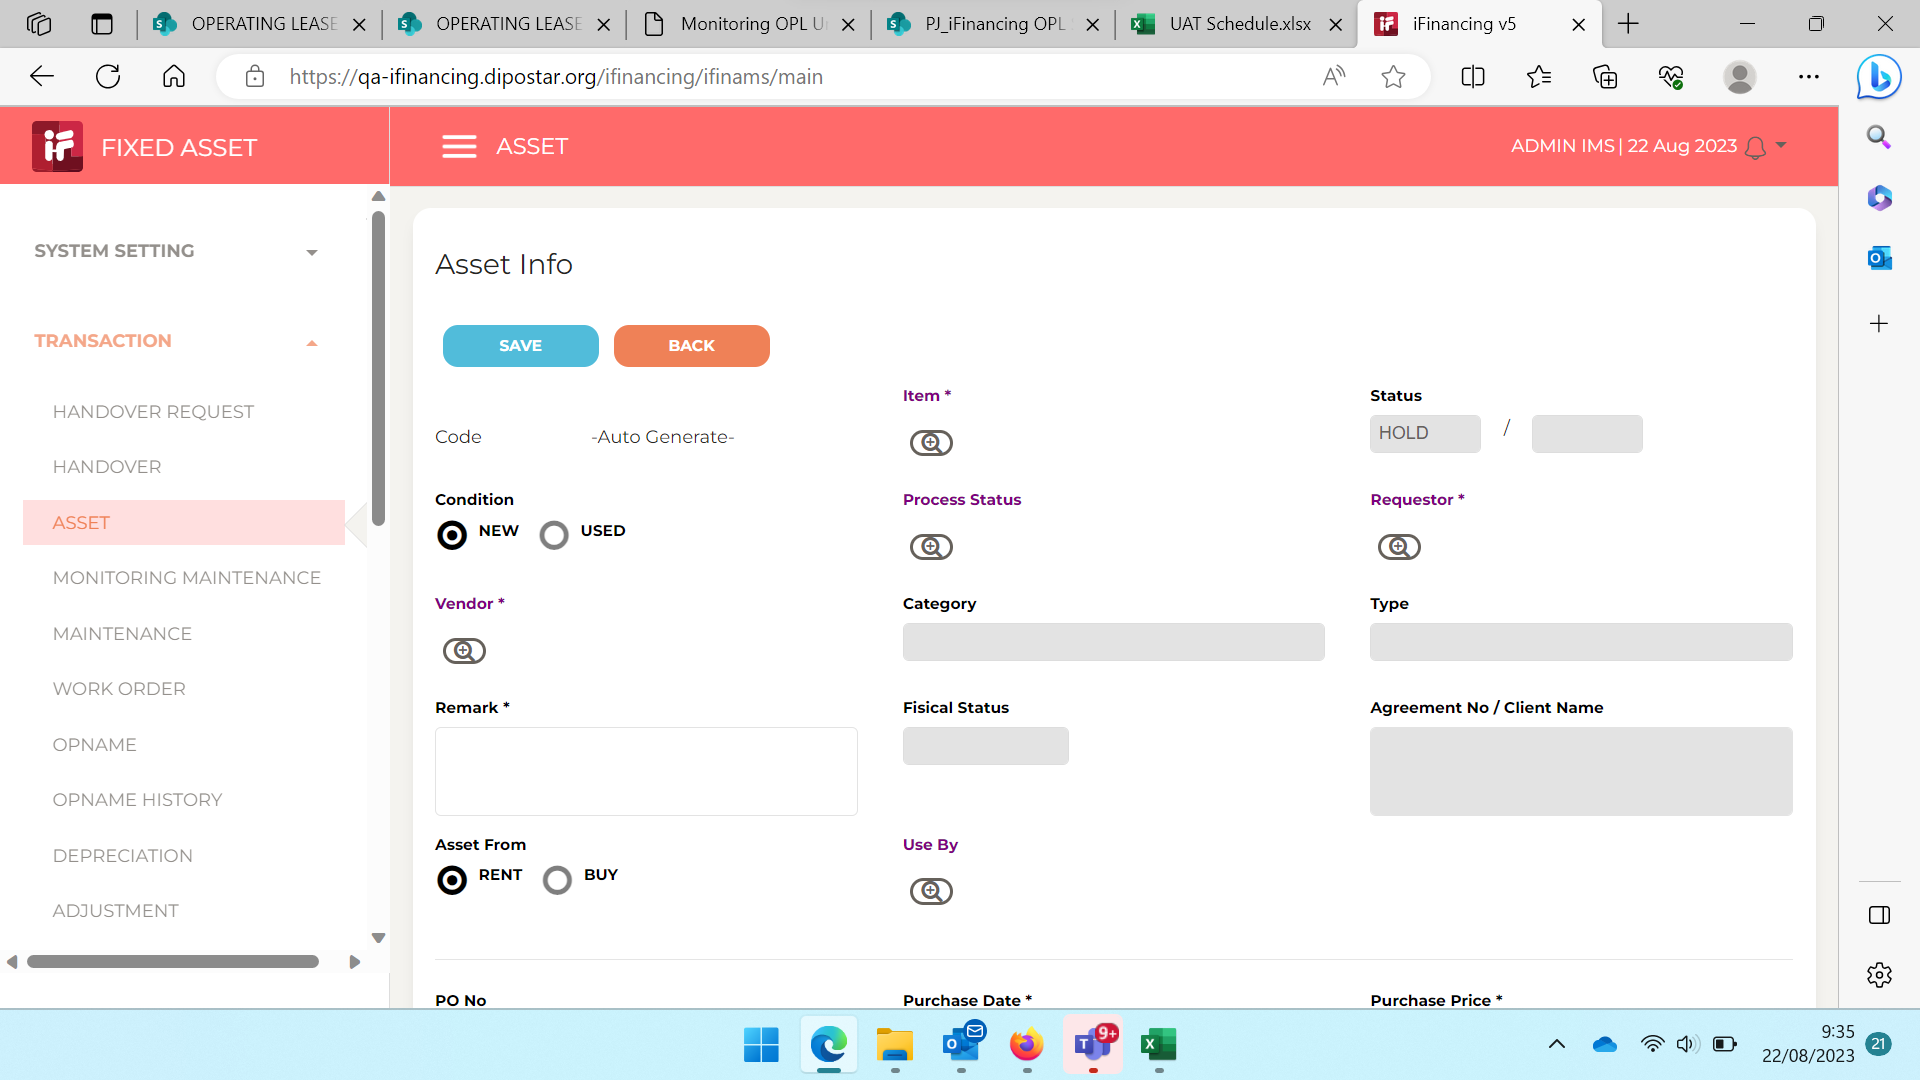 OPERATING LEASE
OPERATING LEASE
Monitoring OPL U
PJ_iFinancing OPL
UAT Schedule.xlsx
iFinancing v5
https://qa-ifinancing.dipostar.org/ifinancing/ifinams/main
iF FIXED ASSET
ASSET
ADMIN IMS | 22 Aug 2023
SYSTEM SETTING
TRANSACTION
HANDOVER REQUEST
HANDOVER
ASSET
MONITORING MAINTENANCE
MAINTENANCE
WORK ORDER
OPNAME
OPNAME HISTORY
DEPRECIATION
ADJUSTMENT
Asset Info
SAVE BACK
Code -Auto Generate-
Item *
Status
HOLD /
Condition
NEW USED
Process Status
Requestor *
Vendor *
Category
Type
Remark *
Fisical Status
Agreement No / Client Name
Asset From
RENT BUY
Use By
PO No
Purchase Date *
Purchase Price *
9+
9:35
22/08/2023
21